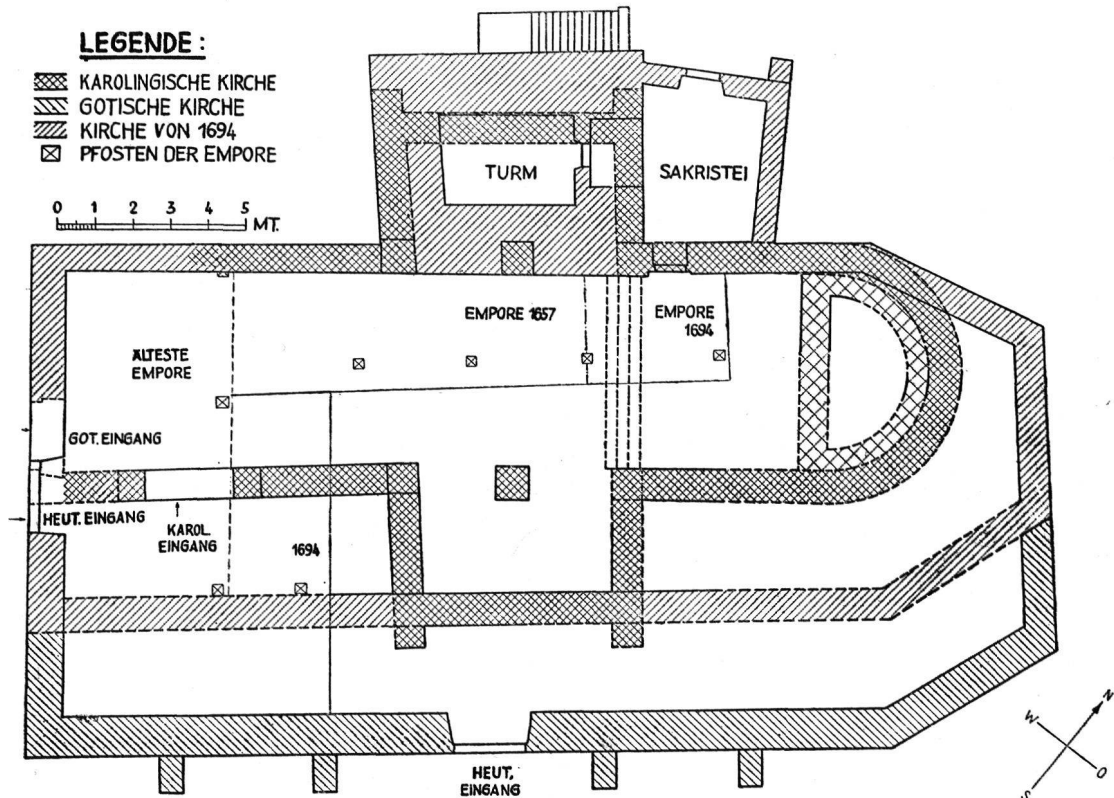 LEGENDE:
KAROLINGISCHE KIRCHE
GOTISCHE KIRCHE
KIRCHE VON 1694
PFOSTEN DER EMPORE
0 1 2 3 4 5 MT.
TURM
SAKRISTEI
EMPORE 1657
EMPORE
1694
ÄLTESTE
EMPORE
GOT. EINGANG
HEUT. EINGANG
KAROL.
EINGANG
1694
HEUT.
EINGANG
N
W
O
S